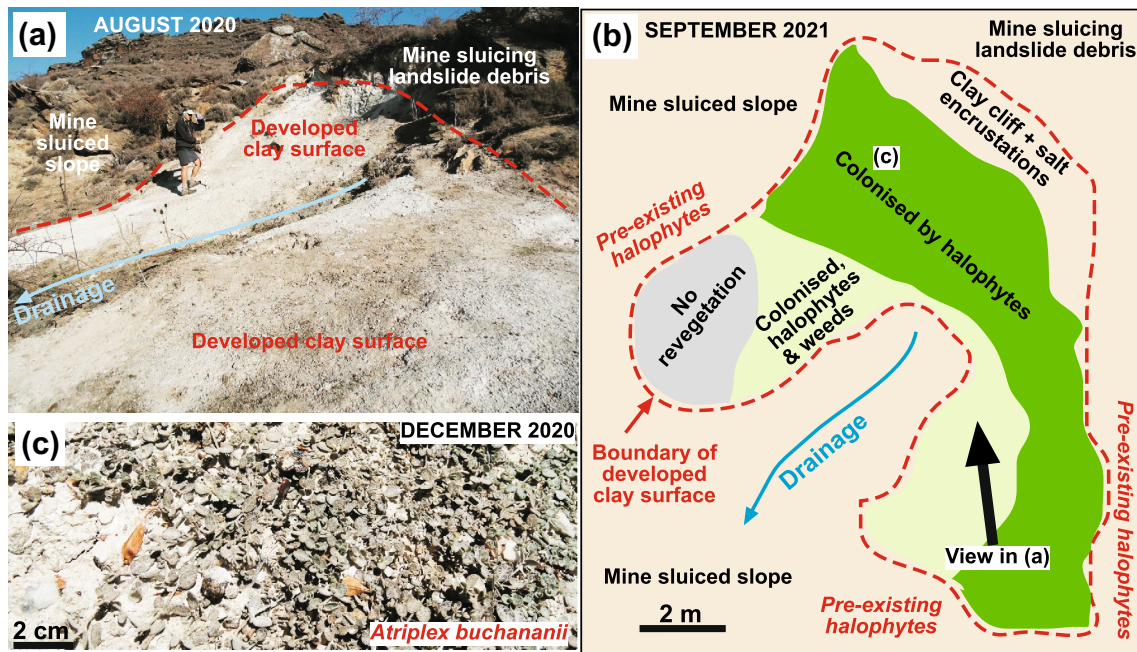 (a)
AUGUST 2020
Mine sluicing
landslide debris
Mine
sluiced
slope
Developed
clay surface
Drainage
Developed clay surface
(b)
SEPTEMBER 2021
Mine sluicing
landslide debris
Mine sluiced slope
Clay cliff + salt
encrustations
(c)
Colonised by halophytes
Pre-existing
halophytes
No
revegetation
Colonised,
halophytes
& weeds
Boundary of
developed
clay surface
Drainage
View in (a)
Pre-existing halophytes
Mine sluiced slope
Pre-existing
halophytes
2 m
(c)
DECEMBER 2020
2 cm
Atriplex buchananii